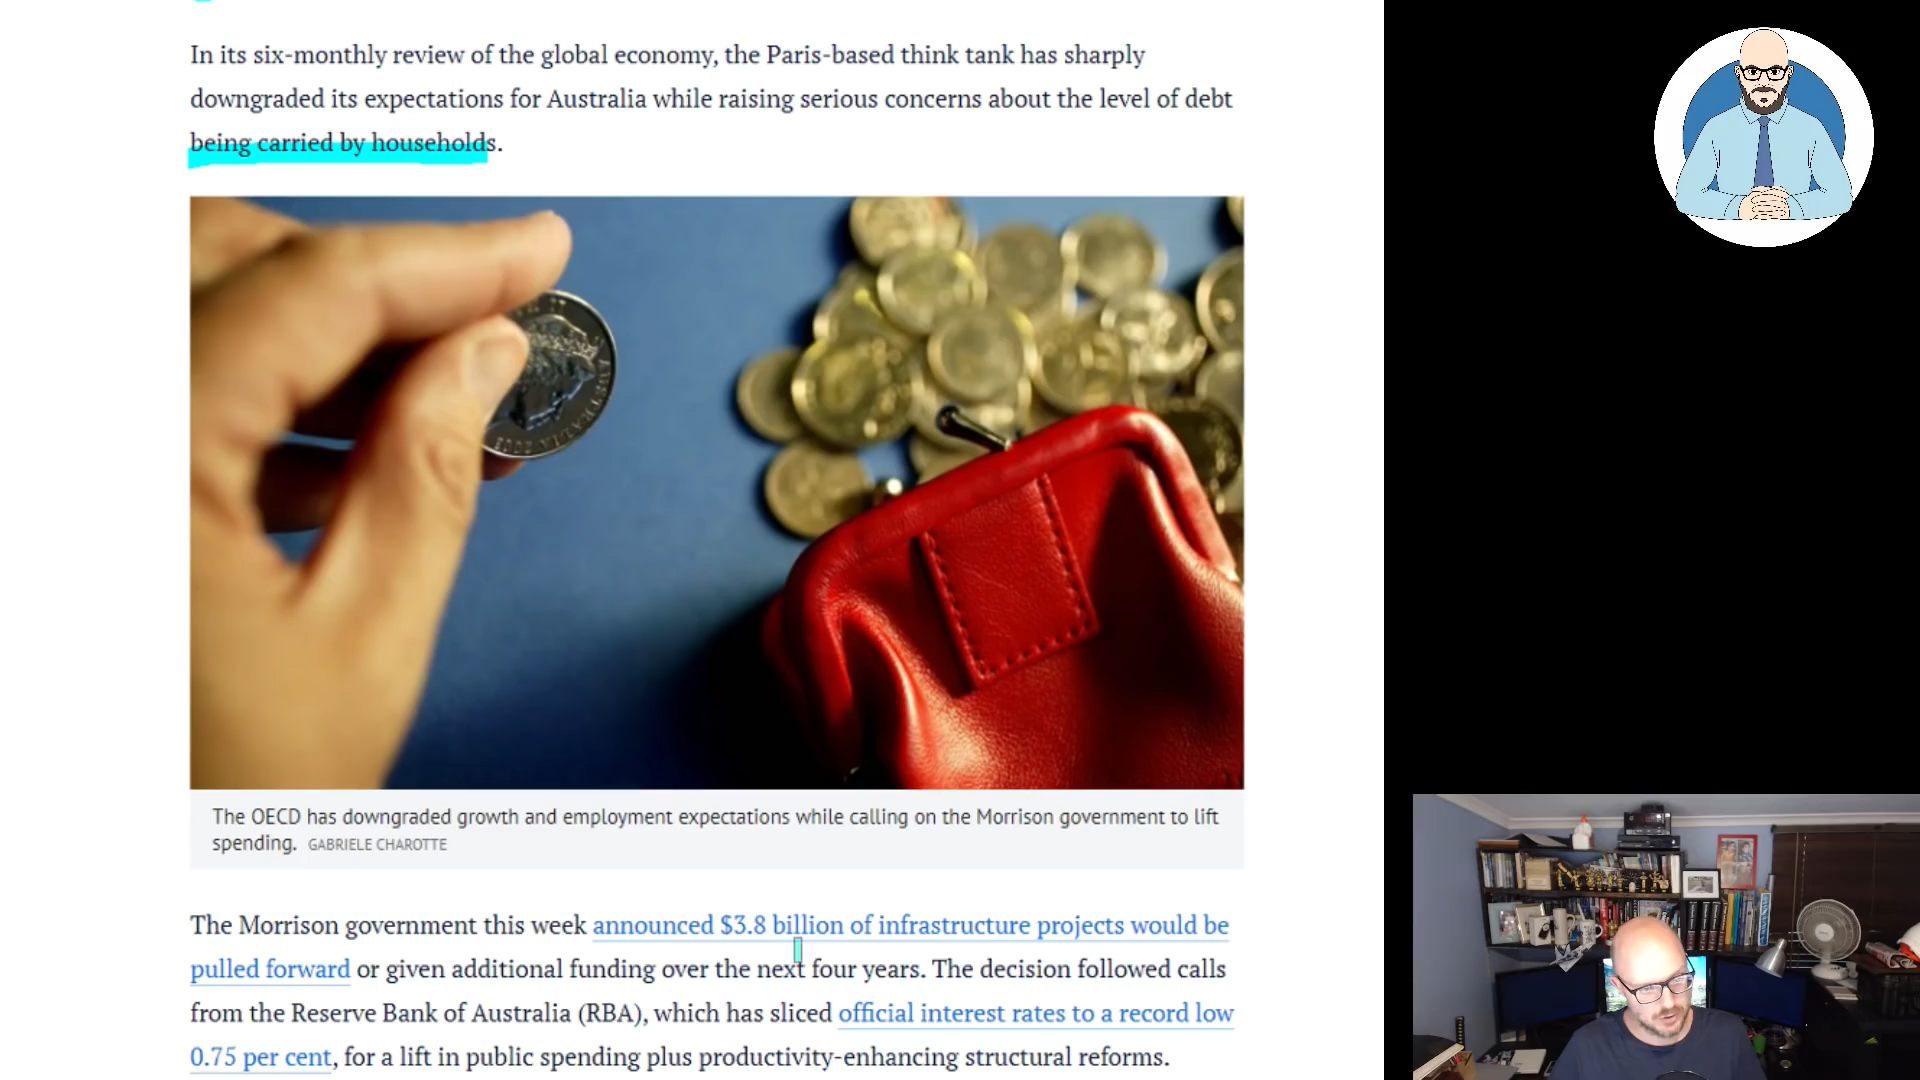 In its six-monthly review of the global economy, the Paris-based think tank has sharply
downgraded its expectations for Australia while raising serious concerns about the level of debt
being carried by households.
The OECD has downgraded growth and employment expectations while calling on the Morrison government to lift
spending. GABRIELE CHAROTTE
The Morrison government this week announced $3.8 billion of infrastructure projects would be
pulled forward or given additional funding over the next four years. The decision followed calls
from the Reserve Bank of Australia (RBA), which has sliced official interest rates to a record low
0.75 per cent, for a lift in public spending plus productivity-enhancing structural reforms.